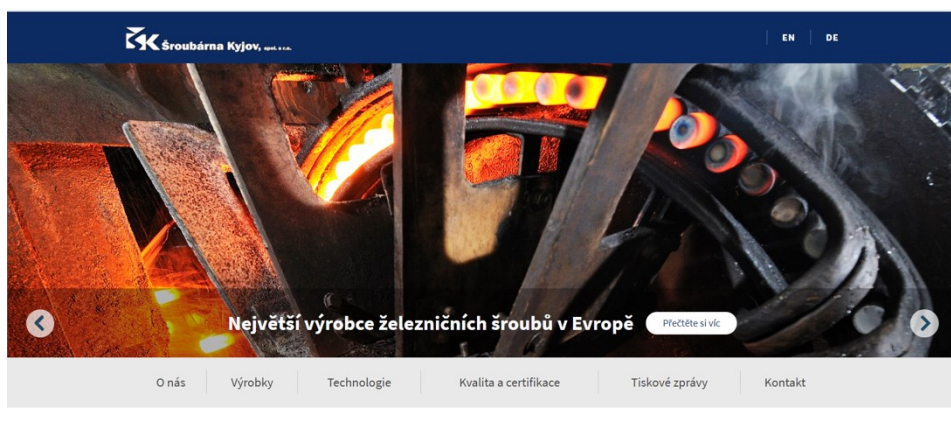 Šroubárna Kyjov, spol. s r.o.
EN DE
Největší výrobce železničních šroubů v Evropě Přečtěte si víc
O nás Výrobky Technologie Kvalita a certifikace Tiskové zprávy Kontakt